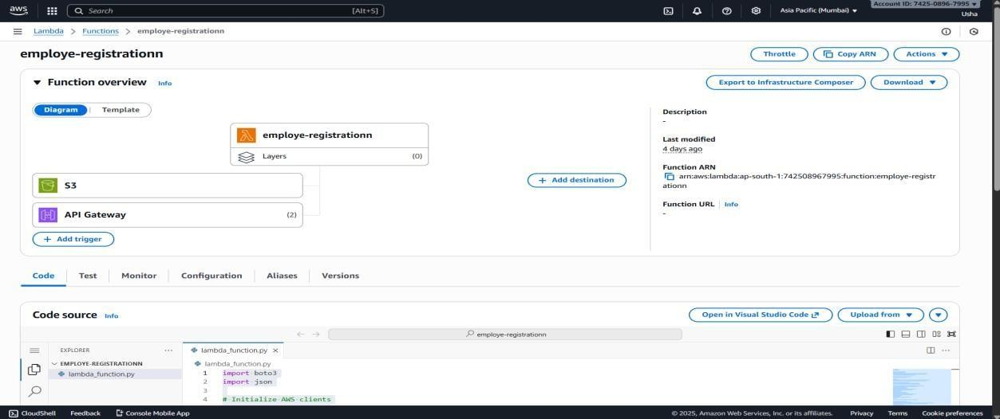 aws
Search [Alt+S]
Asia Pacific (Mumbai)
Account ID: 7425-0896-7995
Usha
Lambda > Functions > employe-registrationn
employe-registrationn
Throttle Copy ARN Actions
Function overview Info
Export to Infrastructure Composer Download
Diagram Template
employe-registrationn
Layers (0)
S3
API Gateway (2)
+ Add trigger
+ Add destination
Description
-
Last modified
4 days ago
Function ARN
arn:aws:lambda:ap-south-1:742508967995:function:employe-registr
ationn
Function URL Info
-
Code Test Monitor Configuration Aliases Versions
Code source Info
Open in Visual Studio Code Upload from
employe-registrationn
EXPLORER ...
EMPLOYE-REGISTRATIONN
lambda_function.py
lambda_function.py ×
lambda_function.py
1 import boto3
2 import json
3
4 # Initialize AWS clients
CloudShell Feedback Console Mobile App
© 2025, Amazon Web Services, Inc. or its affiliates. Privacy Terms Cookie preferences